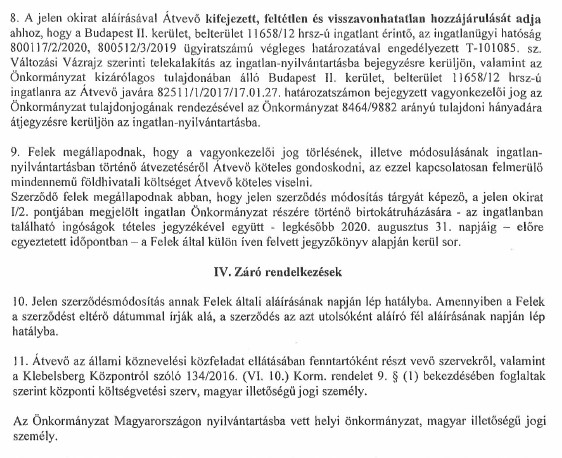 8. A jelen okirat aláírásával Átvevő kifejezett, feltétlen és visszavonhatatlan hozzájárulását adja
ahhoz, hogy a Budapest II. kerület, belterület 11658/12 hrsz-ú ingatlant érintő, az ingatlanügyi hatóság
800117/2/2020, 800512/3/2019 ügyiratszámú végleges határozatával engedélyezett T-101085. sz.
Változási Vázrajz szerinti telekalakítás az ingatlan-nyilvántartásba bejegyzésre kerüljön, valamint az
Önkormányzat kizárólagos tulajdonában álló Budapest II. kerület, belterület 11658/12 hrsz-ú
ingatlanra az Átvevő javára 82511/1/2017/17.01.27. határozatszámon bejegyzett vagyonkezelői jog az
Önkormányzat tulajdonjogának rendezésével az Önkormányzat 8464/9882 arányú tulajdoni hányadára
átjegyzésre kerüljön az ingatlan-nyilvántartásba.
9. Felek megállapodnak, hogy a vagyonkezelői jog törlésének, illetve módosulásának ingatlan-
nyilvántartásban történő átvezetéséről Átvevő köteles gondoskodni, az ezzel kapcsolatosan felmerülő
mindennemű földhivatali költséget Átvevő köteles viselni.
Szerződő felek megállapodnak abban, hogy jelen szerződés módosítás tárgyát képező, a jelen okirat
I/2. pontjában megjelölt ingatlan Önkormányzat részére történő birtokátruházására - az ingatlanban
található ingóságok tételes jegyzékével együtt - legkésőbb 2020. augusztus 31. napjáig – előre
egyeztetett időpontban – a Felek által külön íven felvett jegyzőkönyv alapján kerül sor.
IV. Záró rendelkezések
10. Jelen szerződésmódosítás annak Felek általi aláírásának napján lép hatályba. Amennyiben a Felek
a szerződést eltérő dátummal írják alá, a szerződés az azt utolsóként aláíró fél aláírásának napján lép
hatályba.
11. Átvevő az állami köznevelési közfeladat ellátásában fenntartóként részt vevő szervekről, valamint
a Klebelsberg Központról szóló 134/2016. (VI. 10.) Korm. rendelet 9. § (1) bekezdésében foglaltak
szerint központi költségvetési szerv, magyar illetőségű jogi személy.
Az Önkormányzat Magyarországon nyilvántartásba vett helyi önkormányzat, magyar illetőségű jogi
személy.